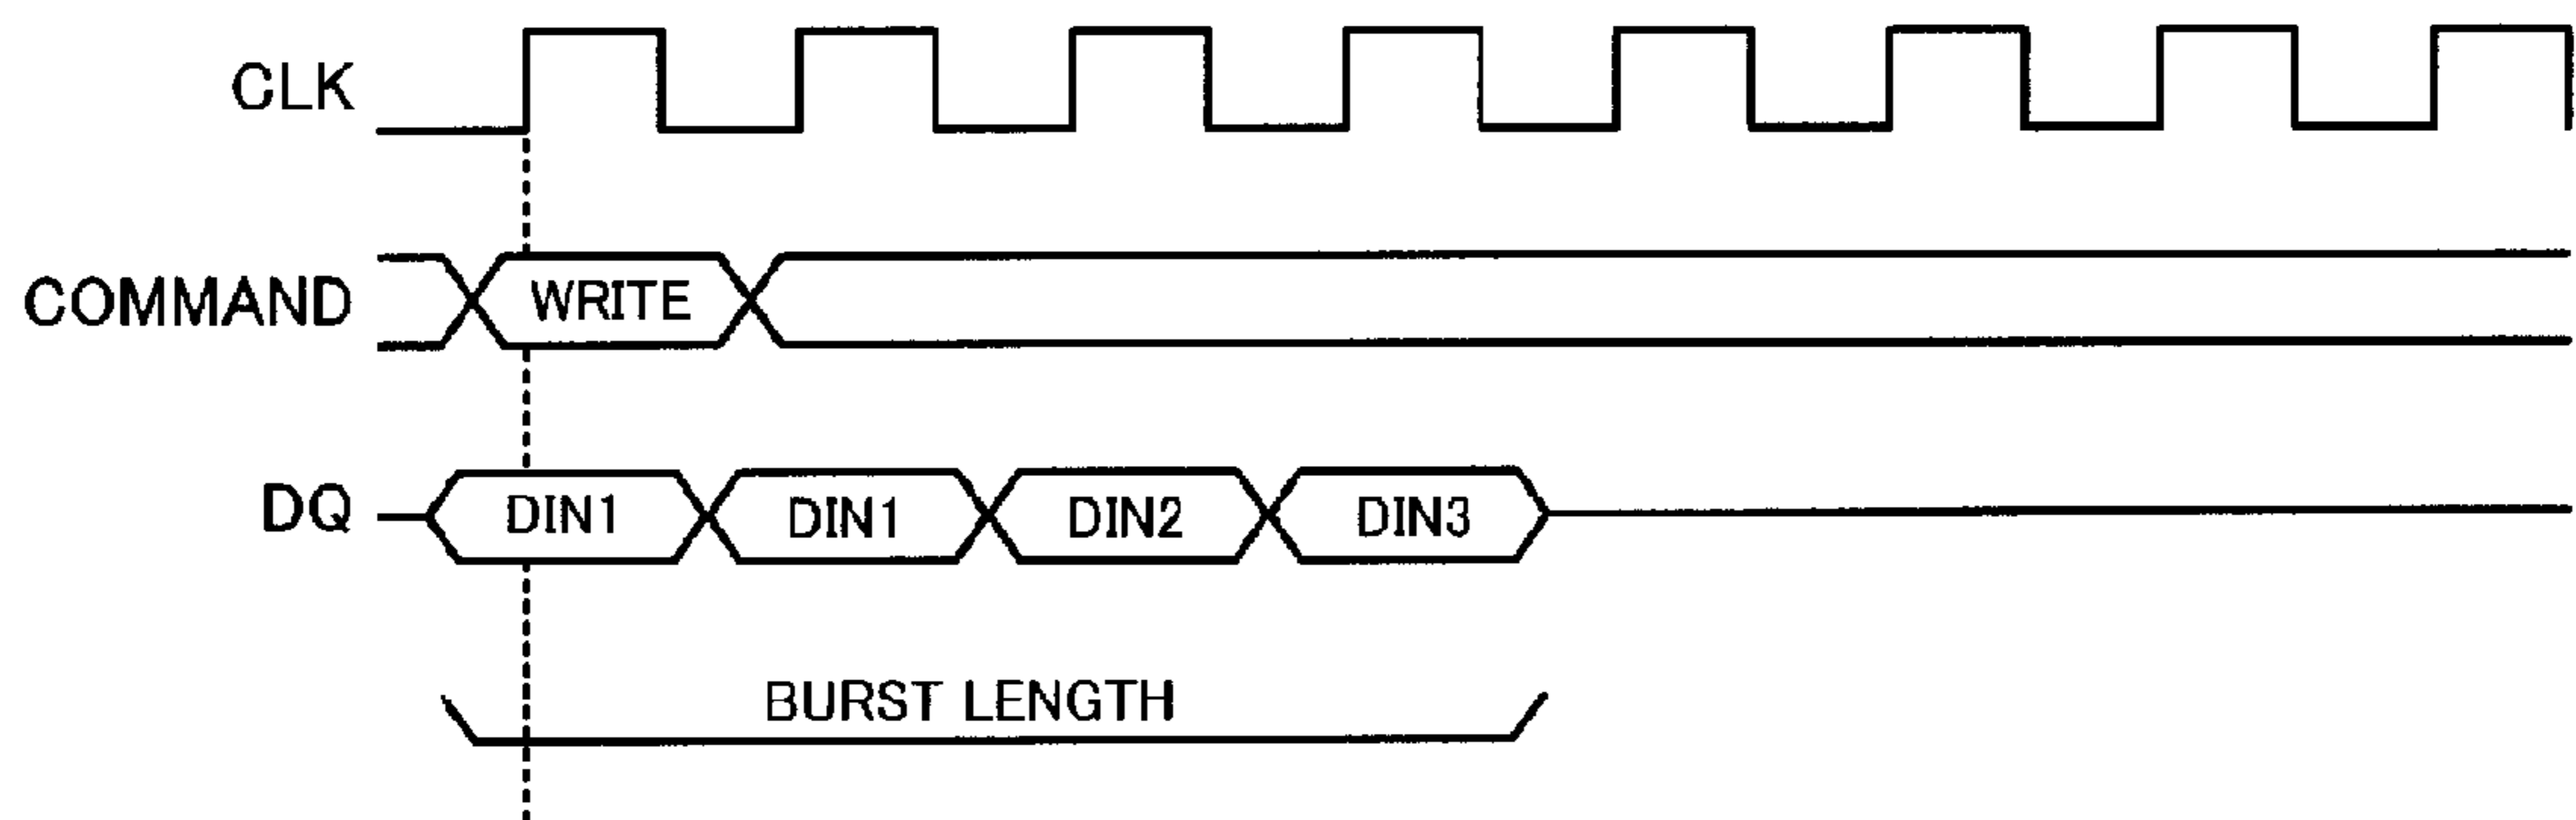 CLK
COMMAND WRITE
DQ DIN1 DIN1 DIN2 DIN3
BURST LENGTH